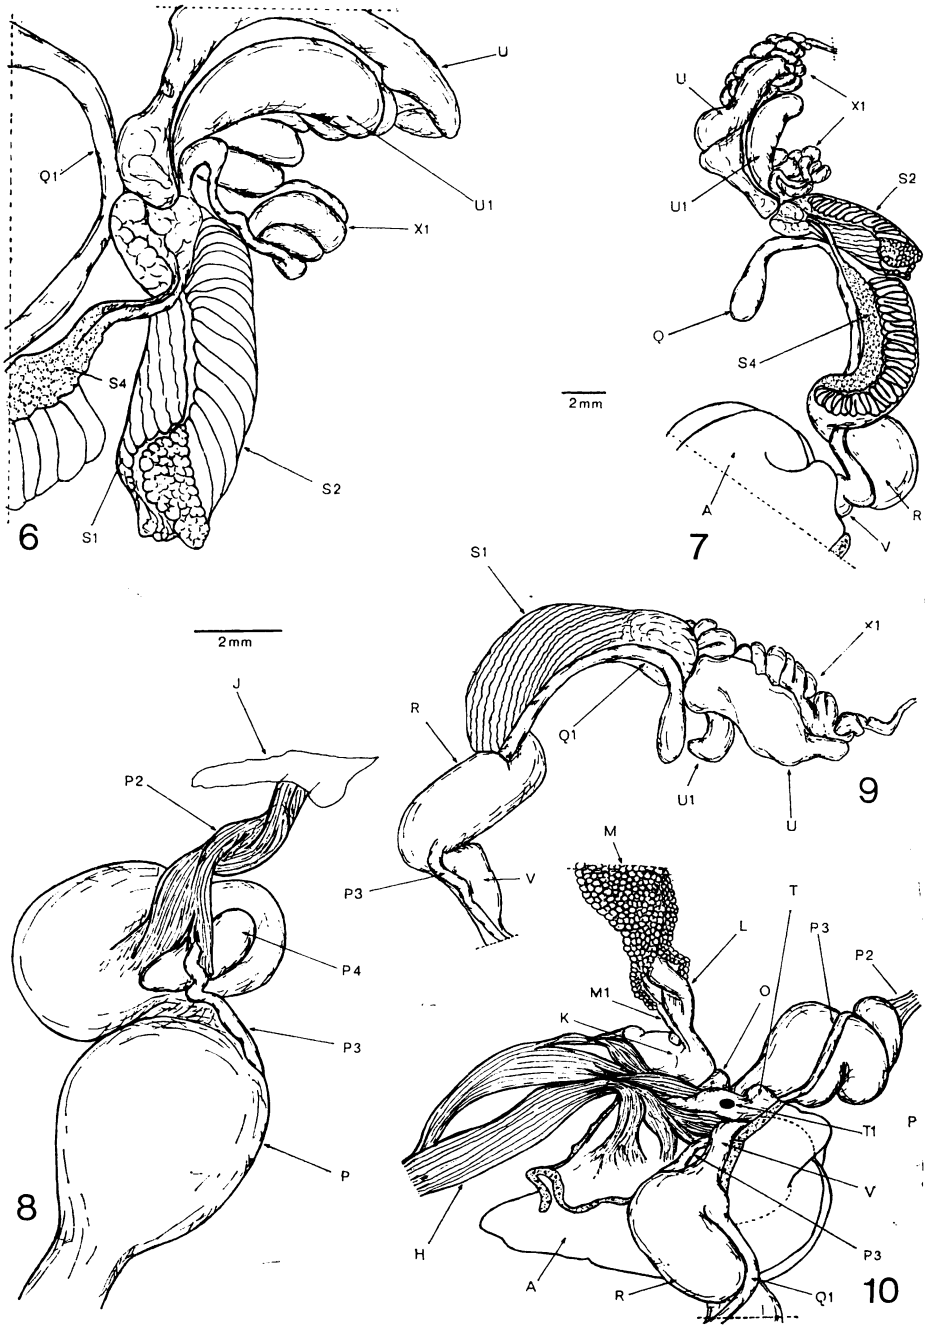 U
Q1
U1
X1
S4
S2
S1
6
U
X1
U1
S2
Q
S4
2mm
A
R
V
7
2mm
J
P2
P4
P3
P
8
S1
X1
R
Q1
U1
U
9
P3
V
M
T
L
P3
P2
M1
O
K
T1
P
V
H
A
R
P3
Q1
10